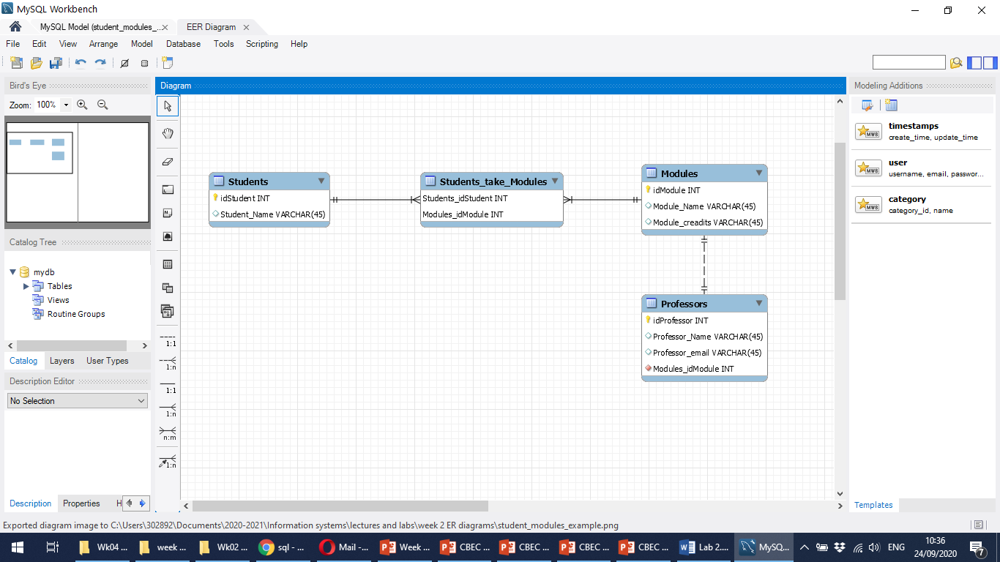 MySQL Workbench
MySQL Model (student_modules_...
EER Diagram
File Edit View Arrange Model Database Tools Scripting Help
Bird's Eye
Zoom: 100%
Catalog Tree
mydb
Tables
Views
Routine Groups
Catalog Layers User Types
Description Editor
No Selection
Description Properties H
Diagram
1:1
1:n
1:1
1:n
n:m
1:n
Students
idStudent INT
Student_Name VARCHAR(45)
Students_take_Modules
Students_idStudent INT
Modules_idModule INT
Modules
idModule INT
Module_Name VARCHAR(45)
Module_creadits VARCHAR(45)
Professors
idProfessor INT
Professor_Name VARCHAR(45)
Professor_email VARCHAR(45)
Modules_idModule INT
Modeling Additions
MWB
timestamps
create_time, update_time
MWB
user
username, email, passwor...
MWB
category
category_id, name
Templates
Exported diagram image to C:\Users\302892\Documents\2020-2021\Information systems\lectures and labs\week 2 ER diagrams\student_modules_example.png
Wk04 ...
week ...
Wk02 ...
sql - ...
Mail -...
Week ...
CBEC ...
CBEC ...
CBEC ...
CBEC ...
Lab 2....
MySQ...
ENG
10:36
24/09/2020
7